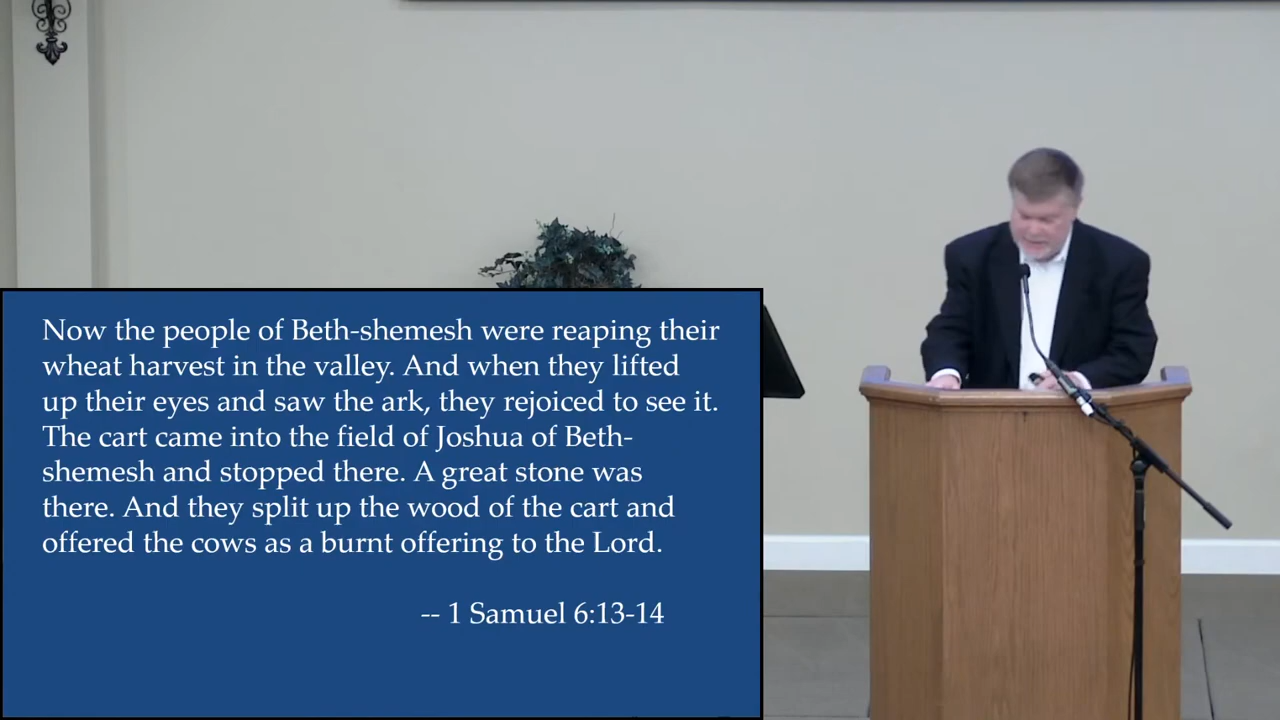 Now the people of Beth-shemesh were reaping their
wheat harvest in the valley. And when they lifted
up their eyes and saw the ark, they rejoiced to see it.
The cart came into the field of Joshua of Beth-
shemesh and stopped there. A great stone was
there. And they split up the wood of the cart and
offered the cows as a burnt offering to the Lord.
-- 1 Samuel 6:13-14